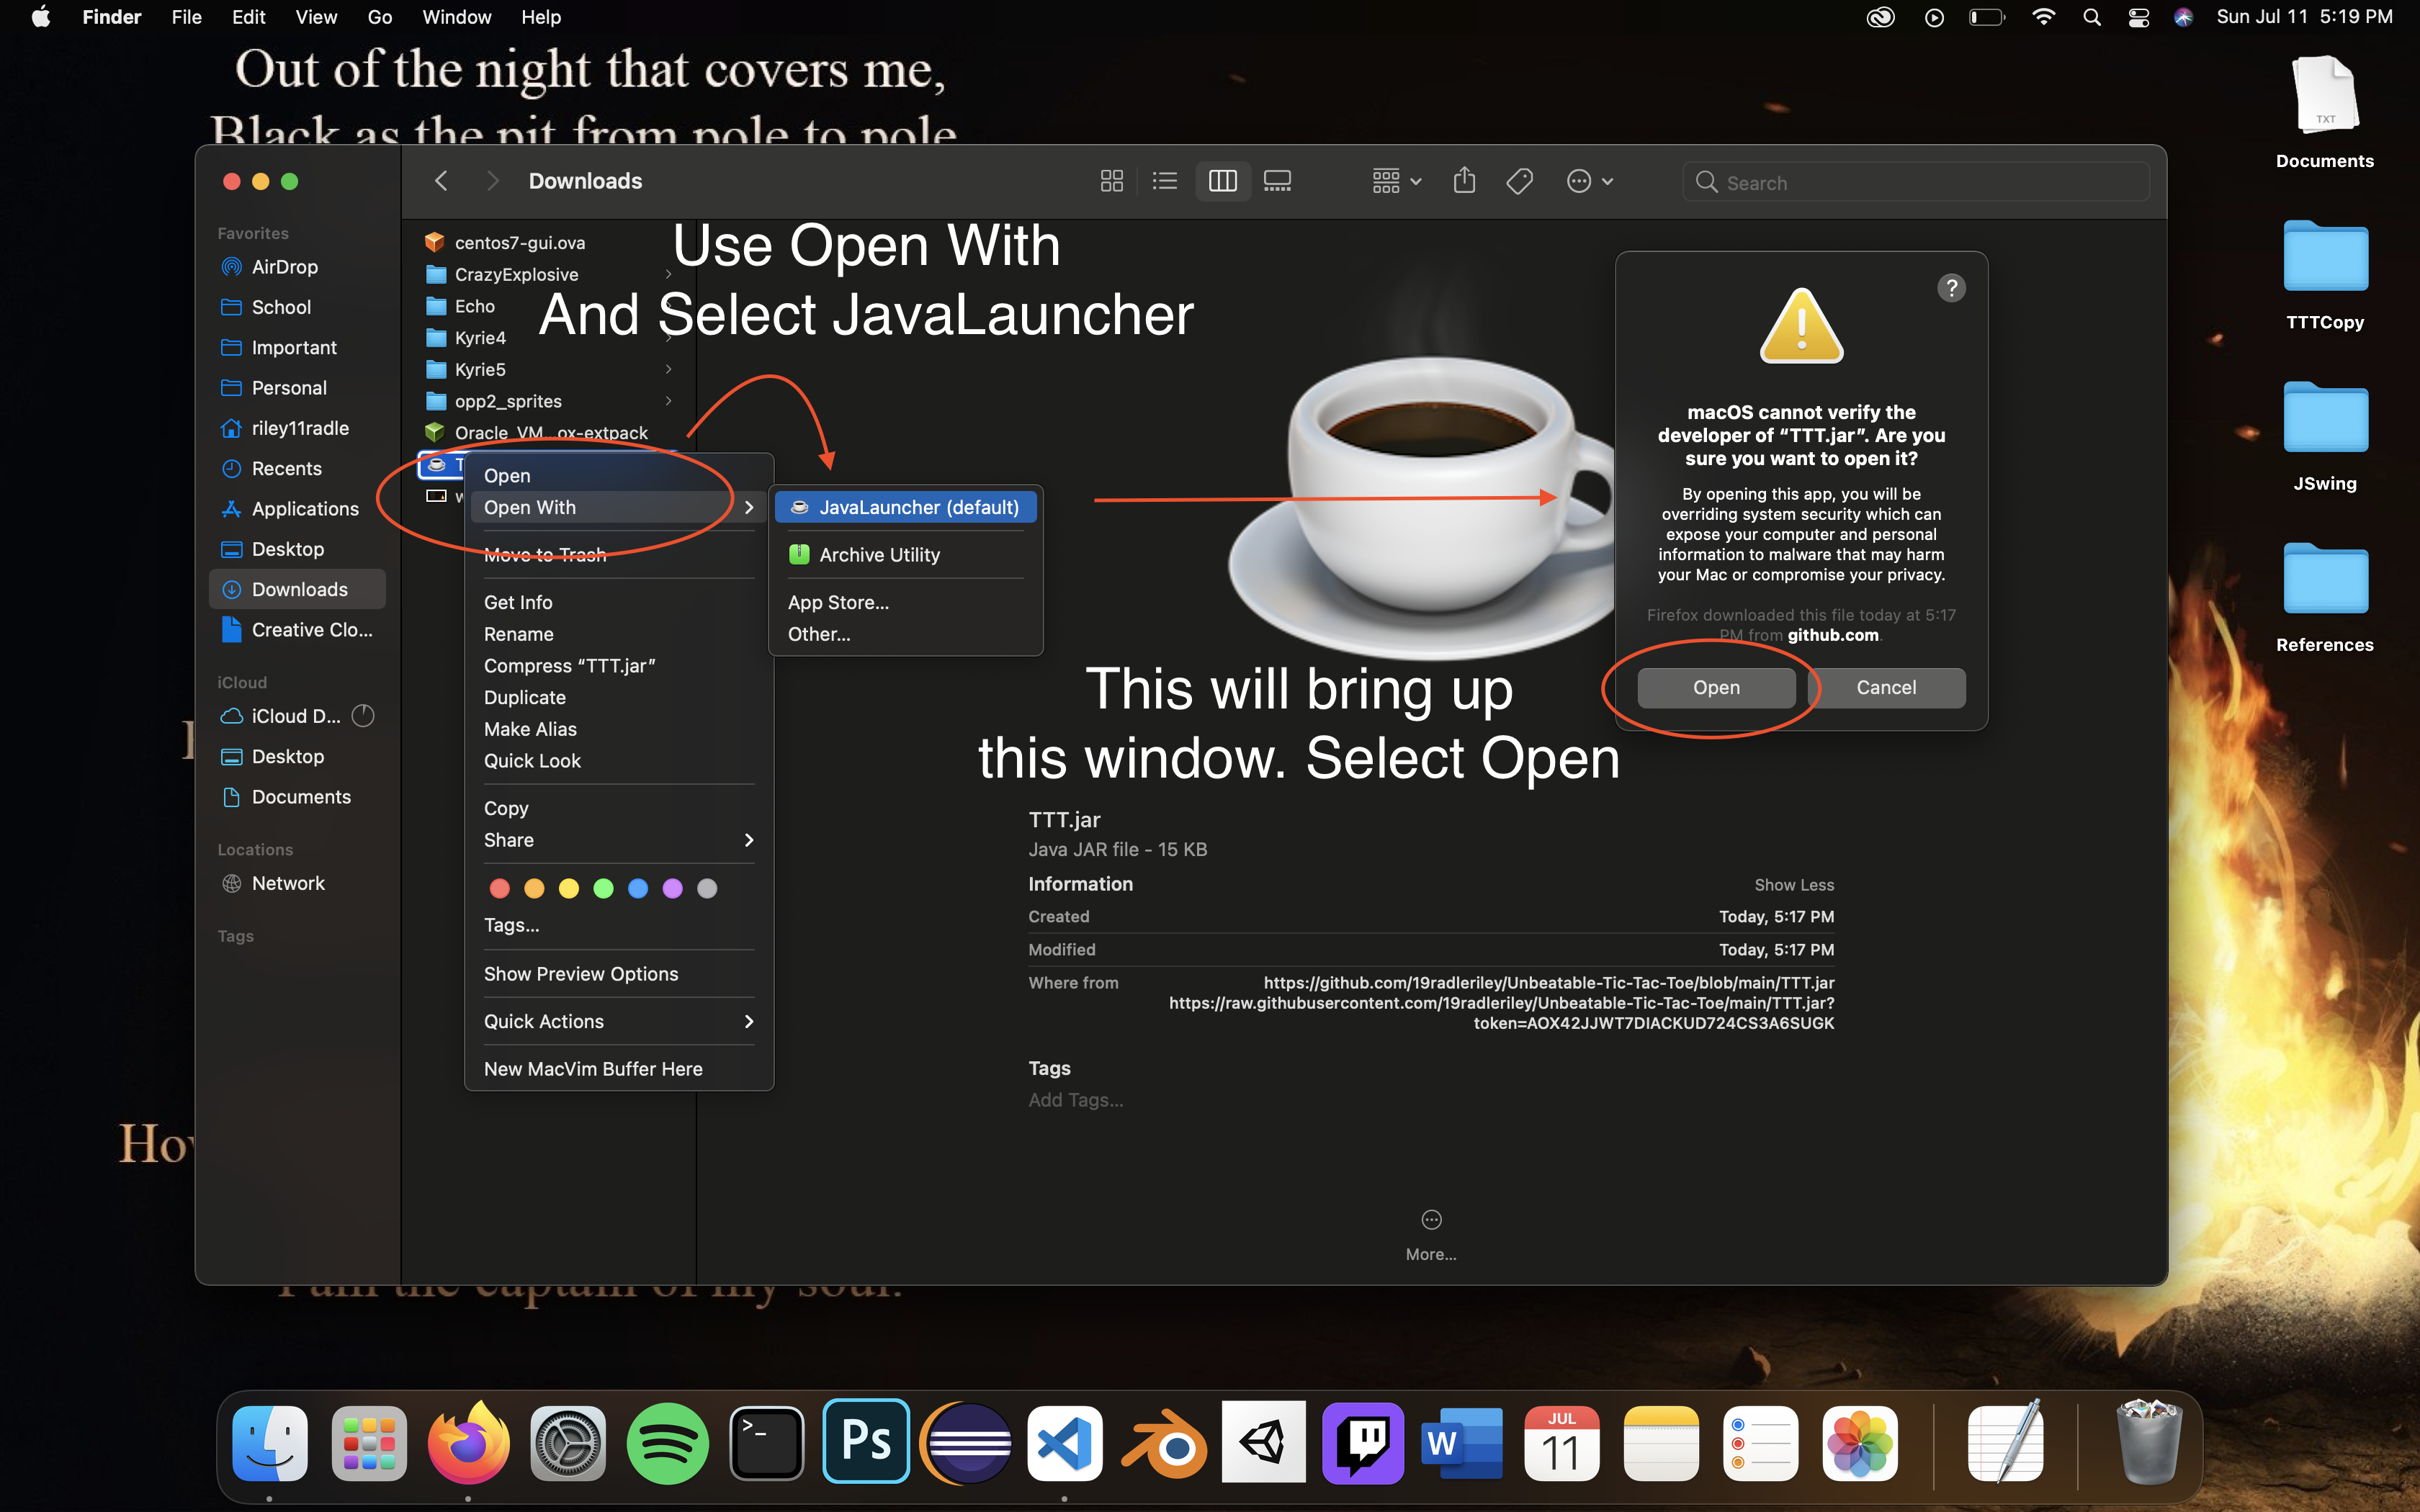 Finder File Edit View Go Window Help
Sun Jul 11 5:19 PM
Out of the night that covers me,
Black as the pit from pole to pole
Documents
TXT
TTTCopy
JSwing
References
Downloads
Search
Favorites
AirDrop
School
Important
Personal
riley11radle
Recents
Applications
Desktop
Downloads
Creative Clo...
iCloud
iCloud D...
Desktop
Documents
Locations
Network
Tags
centos7-gui.ova
CrazyExplosive
Echo
Kyrie4
Kyrie5
opp2_sprites
Oracle_VM...ox-extpack
Use Open With
And Select JavaLauncher
Open
Open With
Move to Trash
Get Info
Rename
Compress “TTT.jar”
Duplicate
Make Alias
Quick Look
Copy
Share
Tags...
Show Preview Options
Quick Actions
New MacVim Buffer Here
JavaLauncher (default)
Archive Utility
App Store...
Other...
?
macOS cannot verify the
developer of “TTT.jar”. Are you
sure you want to open it?
By opening this app, you will be
overriding system security which can
expose your computer and personal
information to malware that may harm
your Mac or compromise your privacy.
Firefox downloaded this file today at 5:17
PM from github.com.
Open
Cancel
This will bring up
this window. Select Open
TTT.jar
Java JAR file - 15 KB
Information
Show Less
Created Today, 5:17 PM
Modified Today, 5:17 PM
Where from https://github.com/19radleriley/Unbeatable-Tic-Tac-Toe/blob/main/TTT.jar
https://raw.githubusercontent.com/19radleriley/Unbeatable-Tic-Tac-Toe/main/TTT.jar?
token=AOX42JJWT7DIACKUD724CS3A6SUGK
Tags
Add Tags...
More...
I am the captain of my soul.
Ps
W
JUL
11